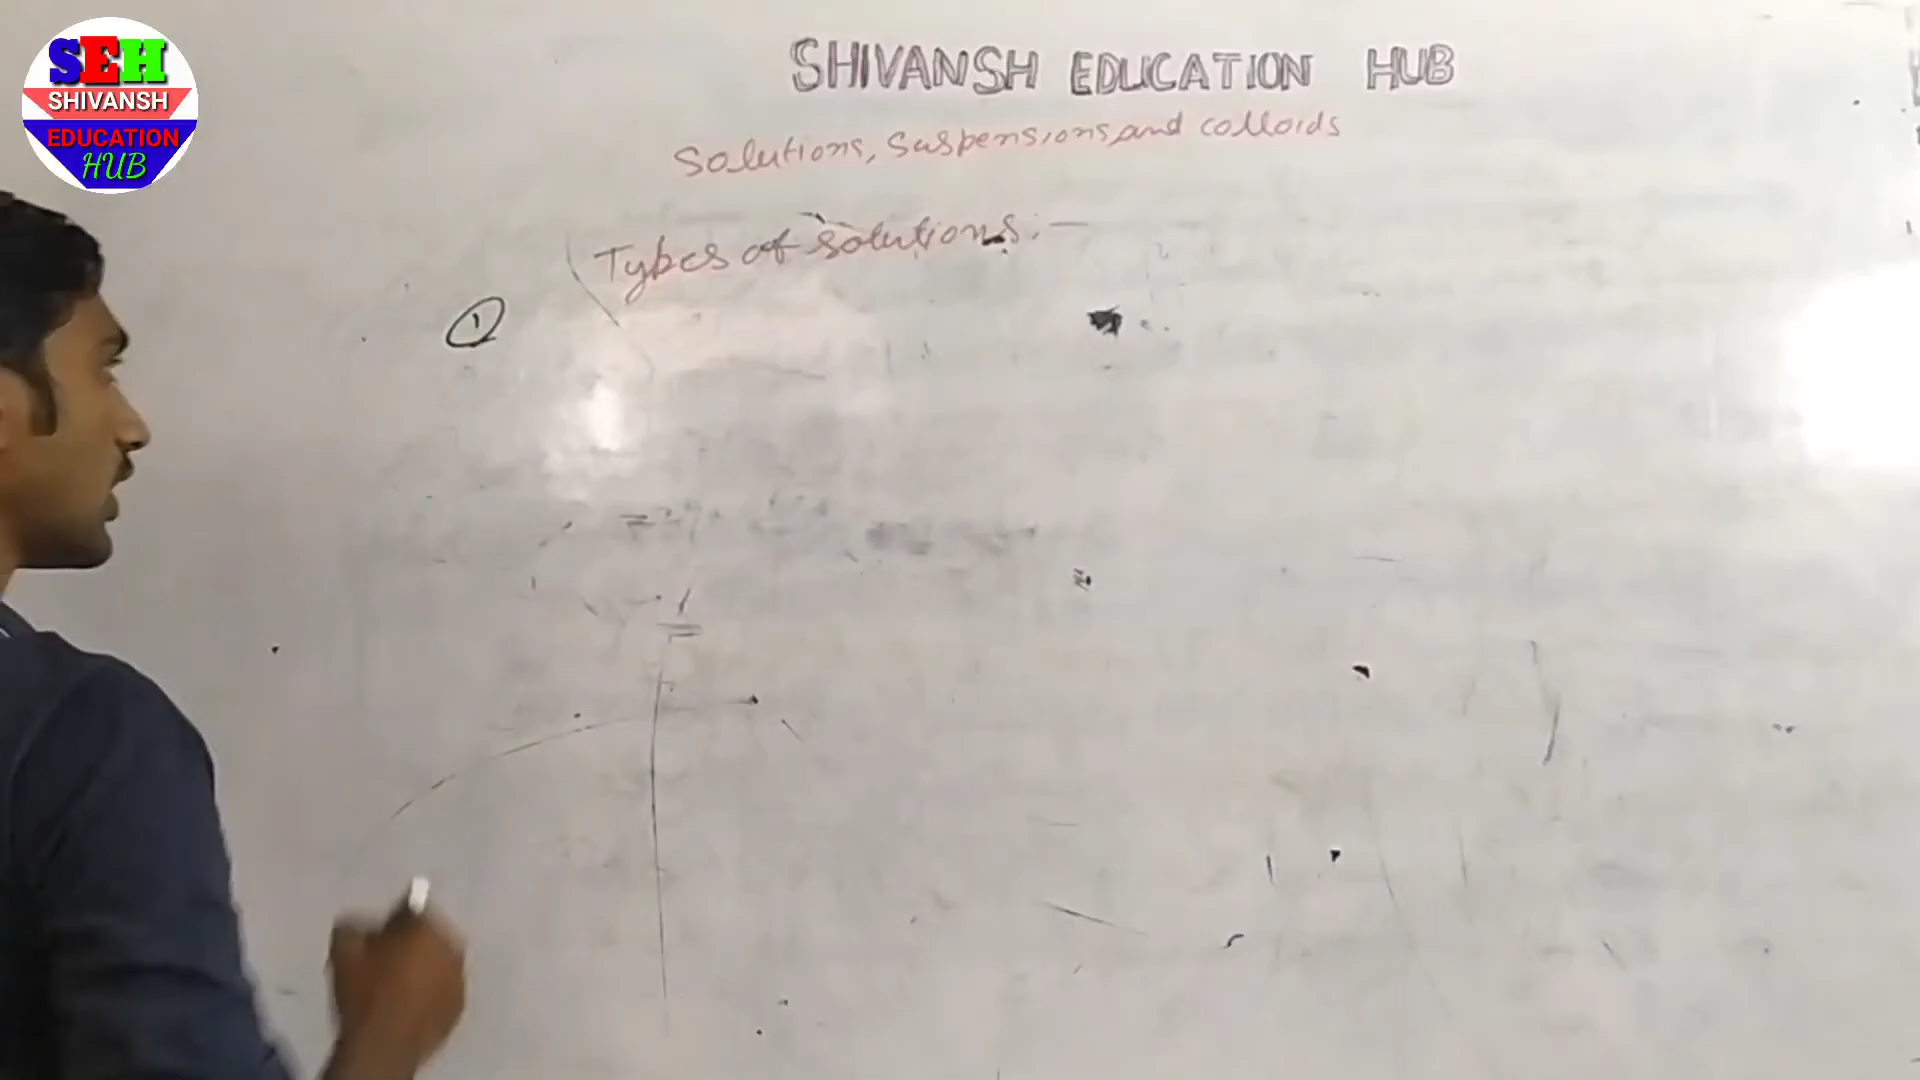 SEH
SHIVANSH
EDUCATION
HUB
SHIVANSH EDUCATION HUB
Solutions, suspensions, and colloids
Types of solutions:-
1